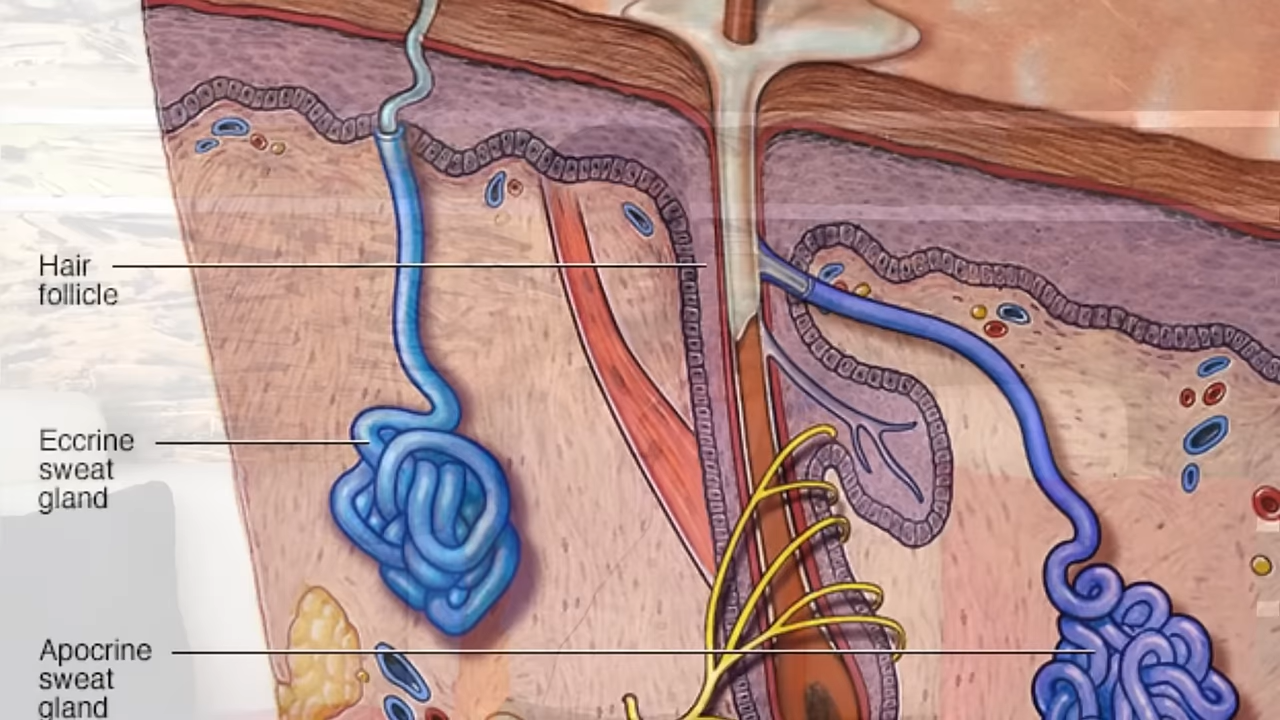 Hair
follicle
Eccrine
sweat
gland
Apocrine
sweat
gland